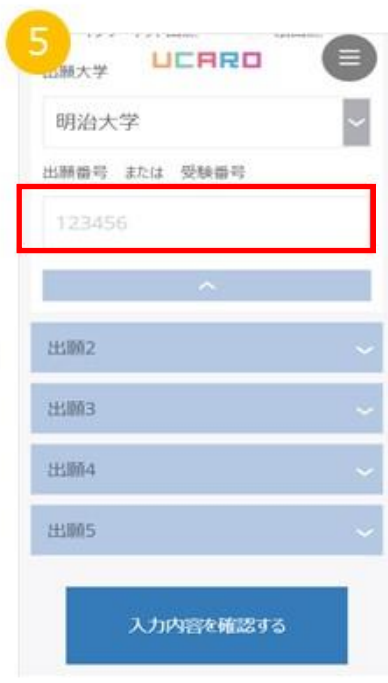 5
UCARO
出願大学
明治大学
出願番号 または 受験番号
123456
出願2
出願3
出願4
出願5
入力内容を確認する